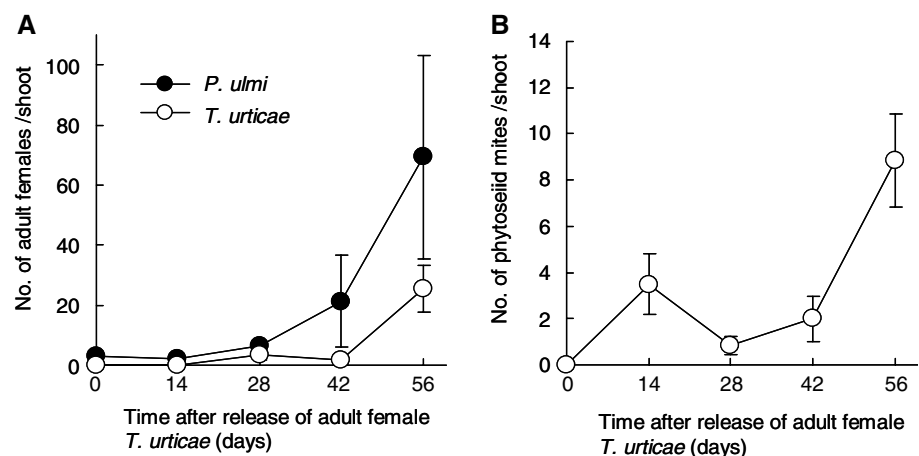 A
No. of adult females /shoot
100
80
60
40
20
0
P. ulmi
T. urticae
0 14 28 42 56
Time after release of adult female
T. urticae (days)
B
No. of phytoseiid mites /shoot
14
12
10
8
6
4
2
0
0 14 28 42 56
Time after release of adult female
T. urticae (days)